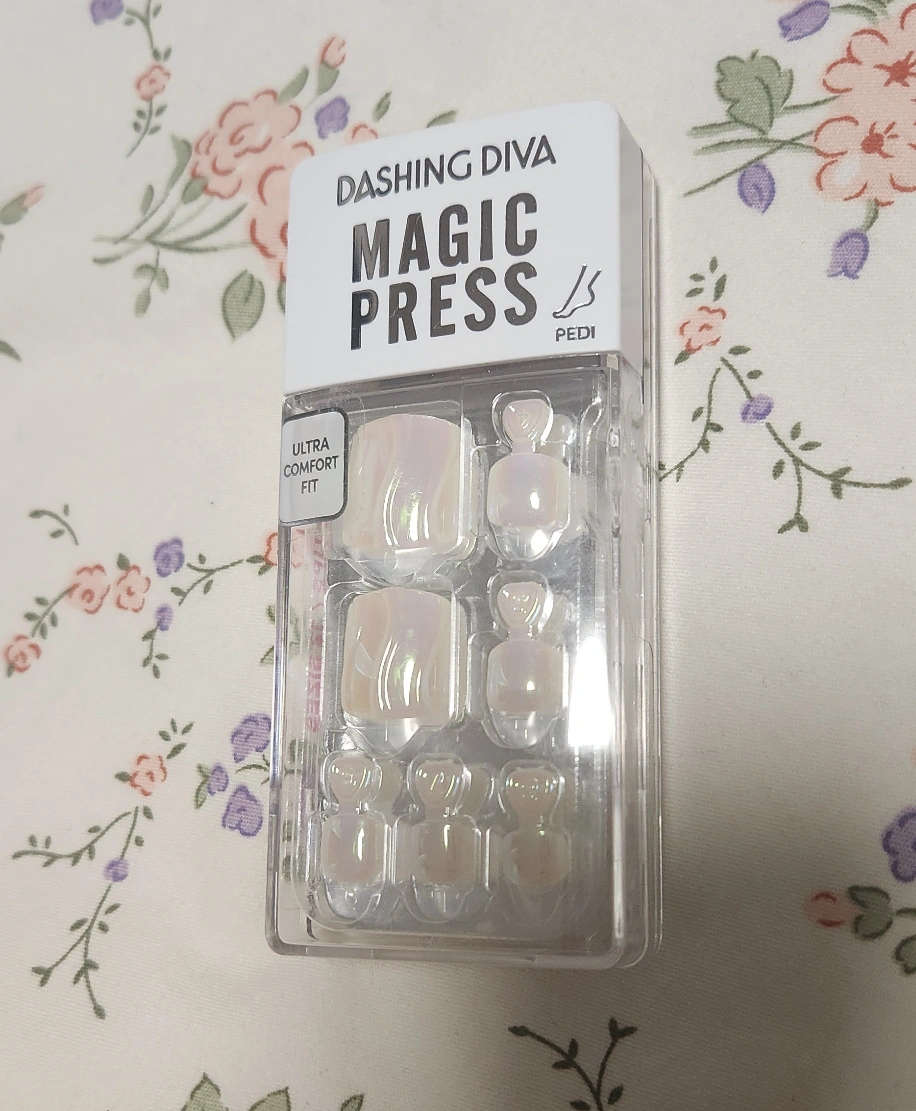 DASHING DIVA
MAGIC
PRESS
PEDI
ULTRA
COMFORT
FIT